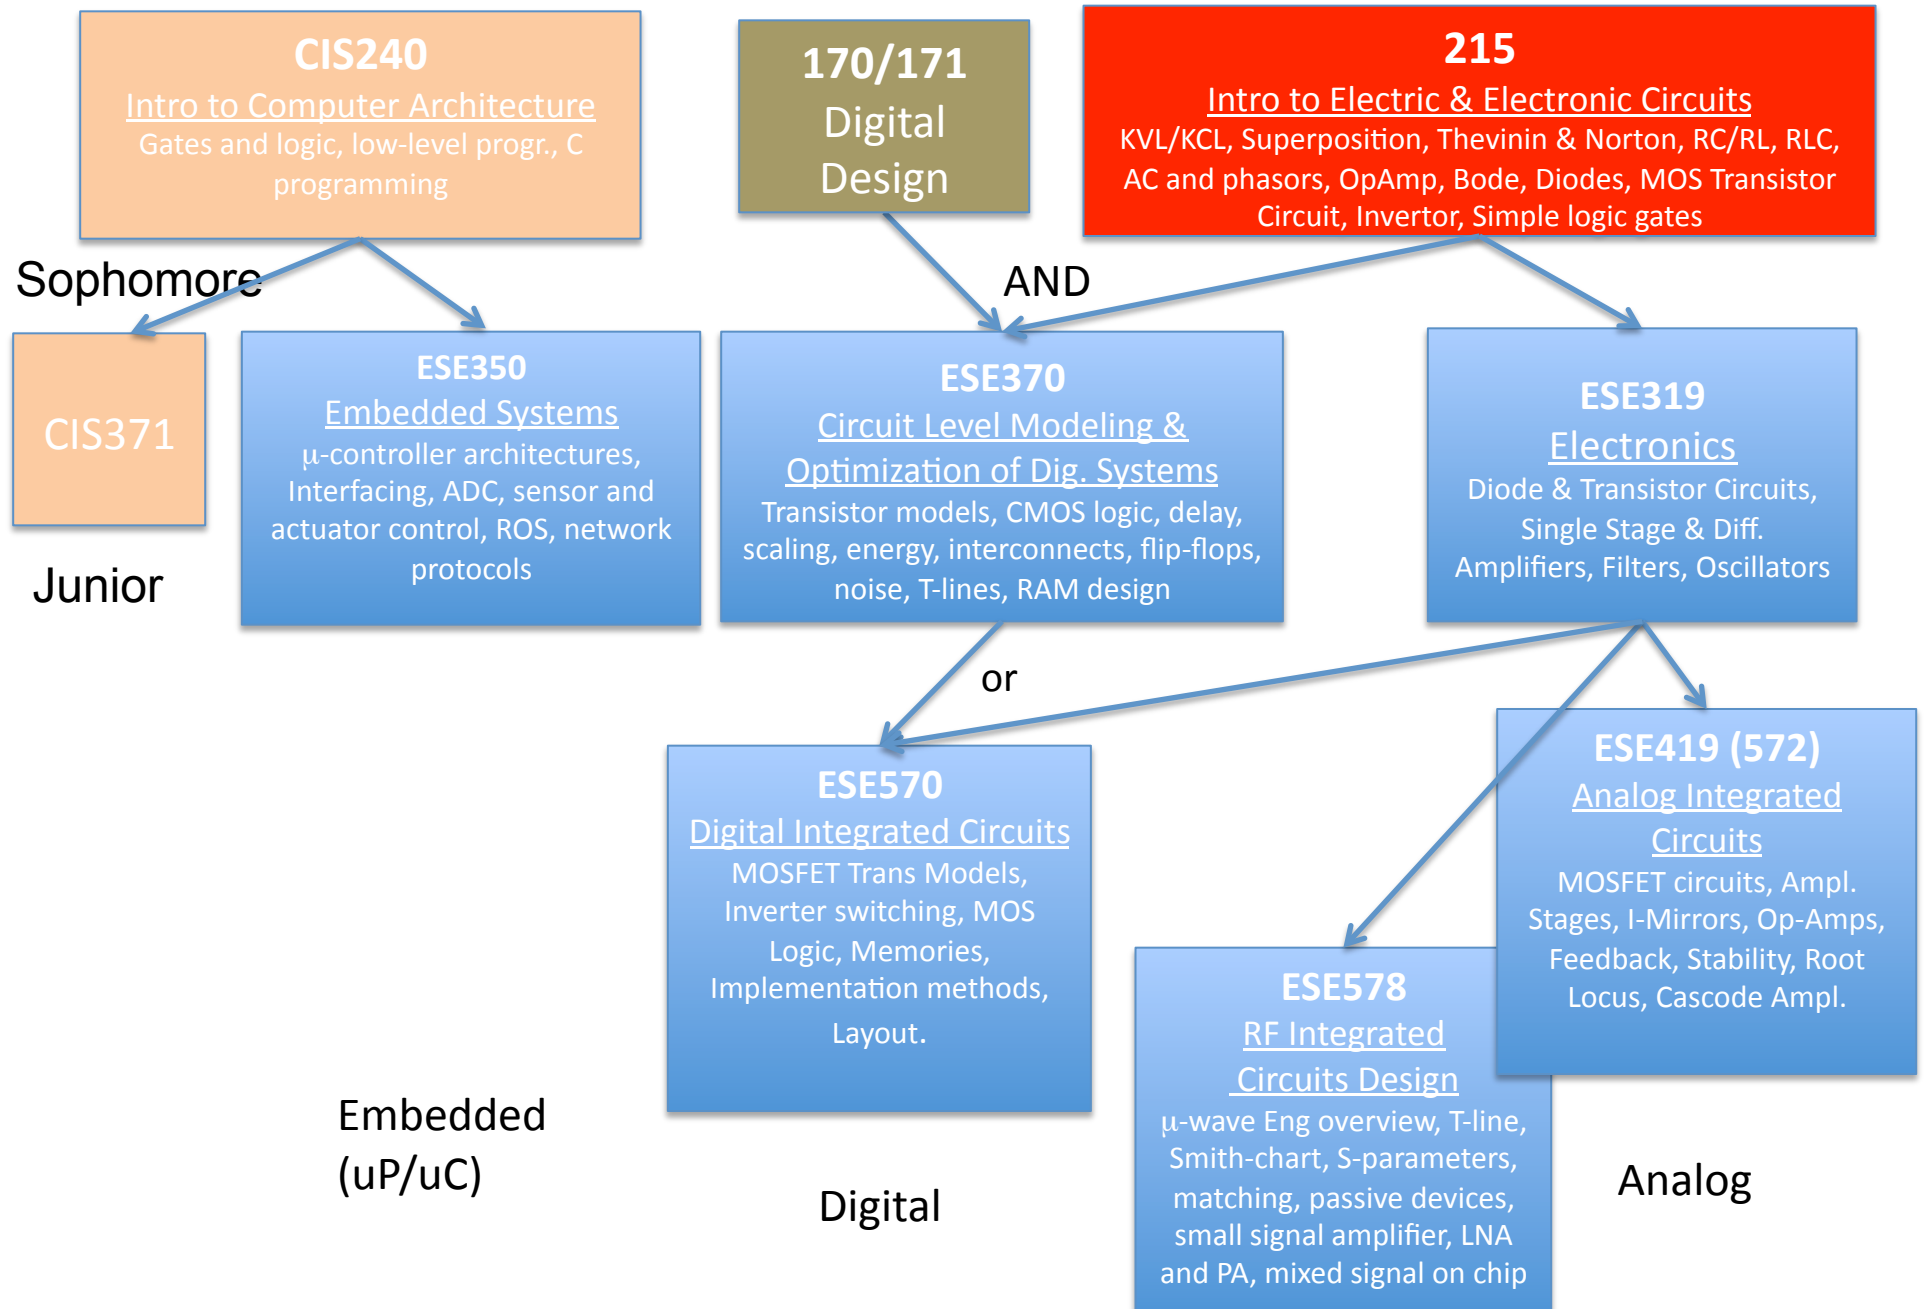 CIS240
Intro to Computer Architecture
Gates and logic, low-level progr., C
programming
170/171
Digital
Design
215
Intro to Electric & Electronic Circuits
KVL/KCL, Superposition, Thevinin & Norton, RC/RL, RLC,
AC and phasors, OpAmp, Bode, Diodes, MOS Transistor
Circuit, Invertor, Simple logic gates
Sophomore
AND
CIS371
ESE350
Embedded Systems
μ-controller architectures,
Interfacing, ADC, sensor and
actuator control, ROS, network
protocols
ESE370
Circuit Level Modeling &
Optimization of Dig. Systems
Transistor models, CMOS logic, delay,
scaling, energy, interconnects, flip-flops,
noise, T-lines, RAM design
ESE319
Electronics
Diode & Transistor Circuits,
Single Stage & Diff.
Amplifiers, Filters, Oscillators
Junior
or
ESE570
Digital Integrated Circuits
MOSFET Trans Models,
Inverter switching, MOS
Logic, Memories,
Implementation methods,
Layout.
ESE419 (572)
Analog Integrated
Circuits
MOSFET circuits, Ampl.
Stages, I-Mirrors, Op-Amps,
Feedback, Stability, Root
Locus, Cascode Ampl.
ESE578
RF Integrated
Circuits Design
μ-wave Eng overview, T-line,
Smith-chart, S-parameters,
matching, passive devices,
small signal amplifier, LNA
and PA, mixed signal on chip
Embedded
(uP/uC)
Digital
Analog